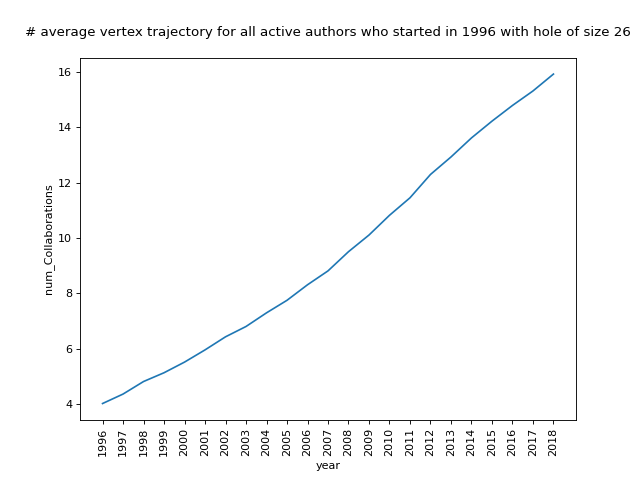 # average vertex trajectory for all active authors who started in 1996 with hole of size 26
16
14
12
10
8
6
4
num_Collaborations
1996 1997 1998 1999 2000 2001 2002 2003 2004 2005 2006 2007 2008 2009 2010 2011 2012 2013 2014 2015 2016 2017 2018
year